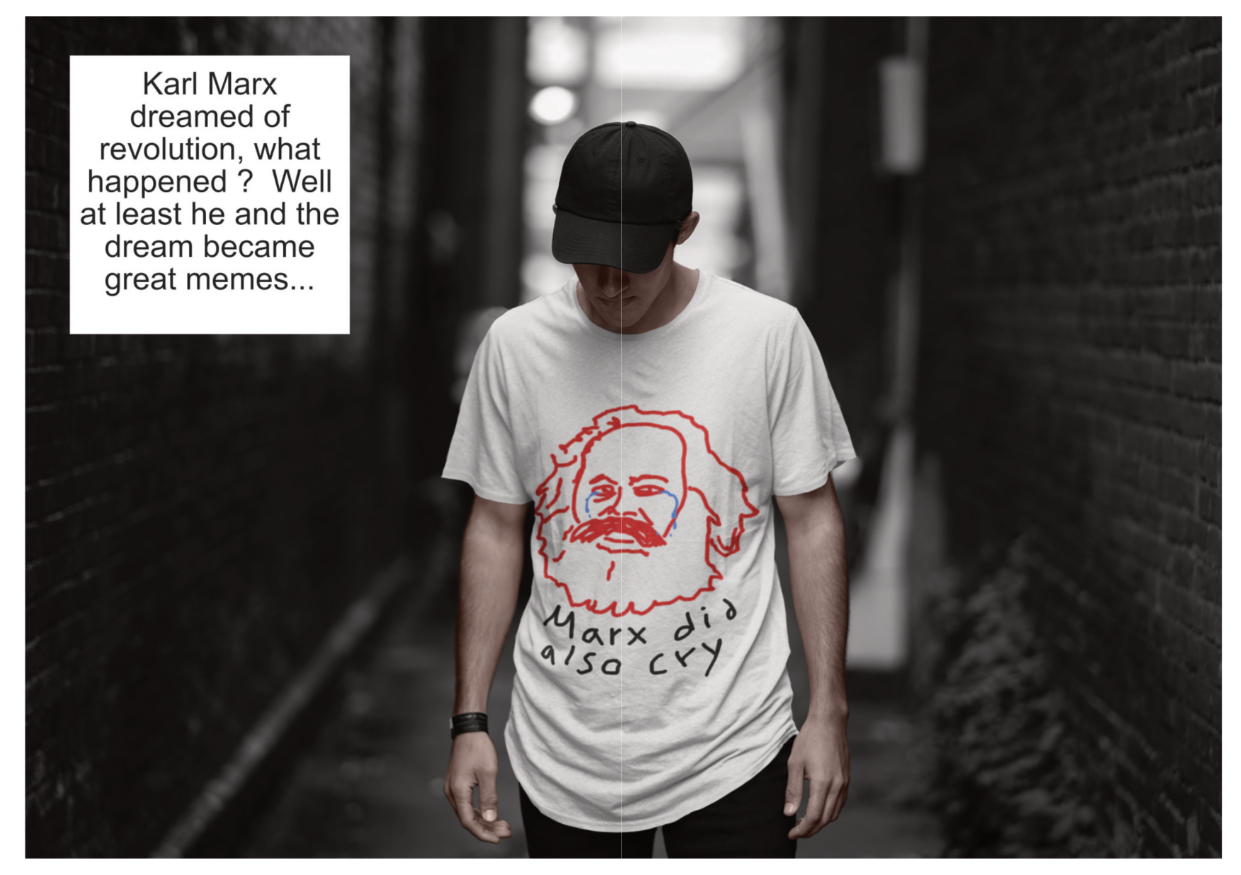 Karl Marx
dreamed of
revolution, what
happened ?  Well
at least he and the
dream became
great memes...
Marx did
also cry